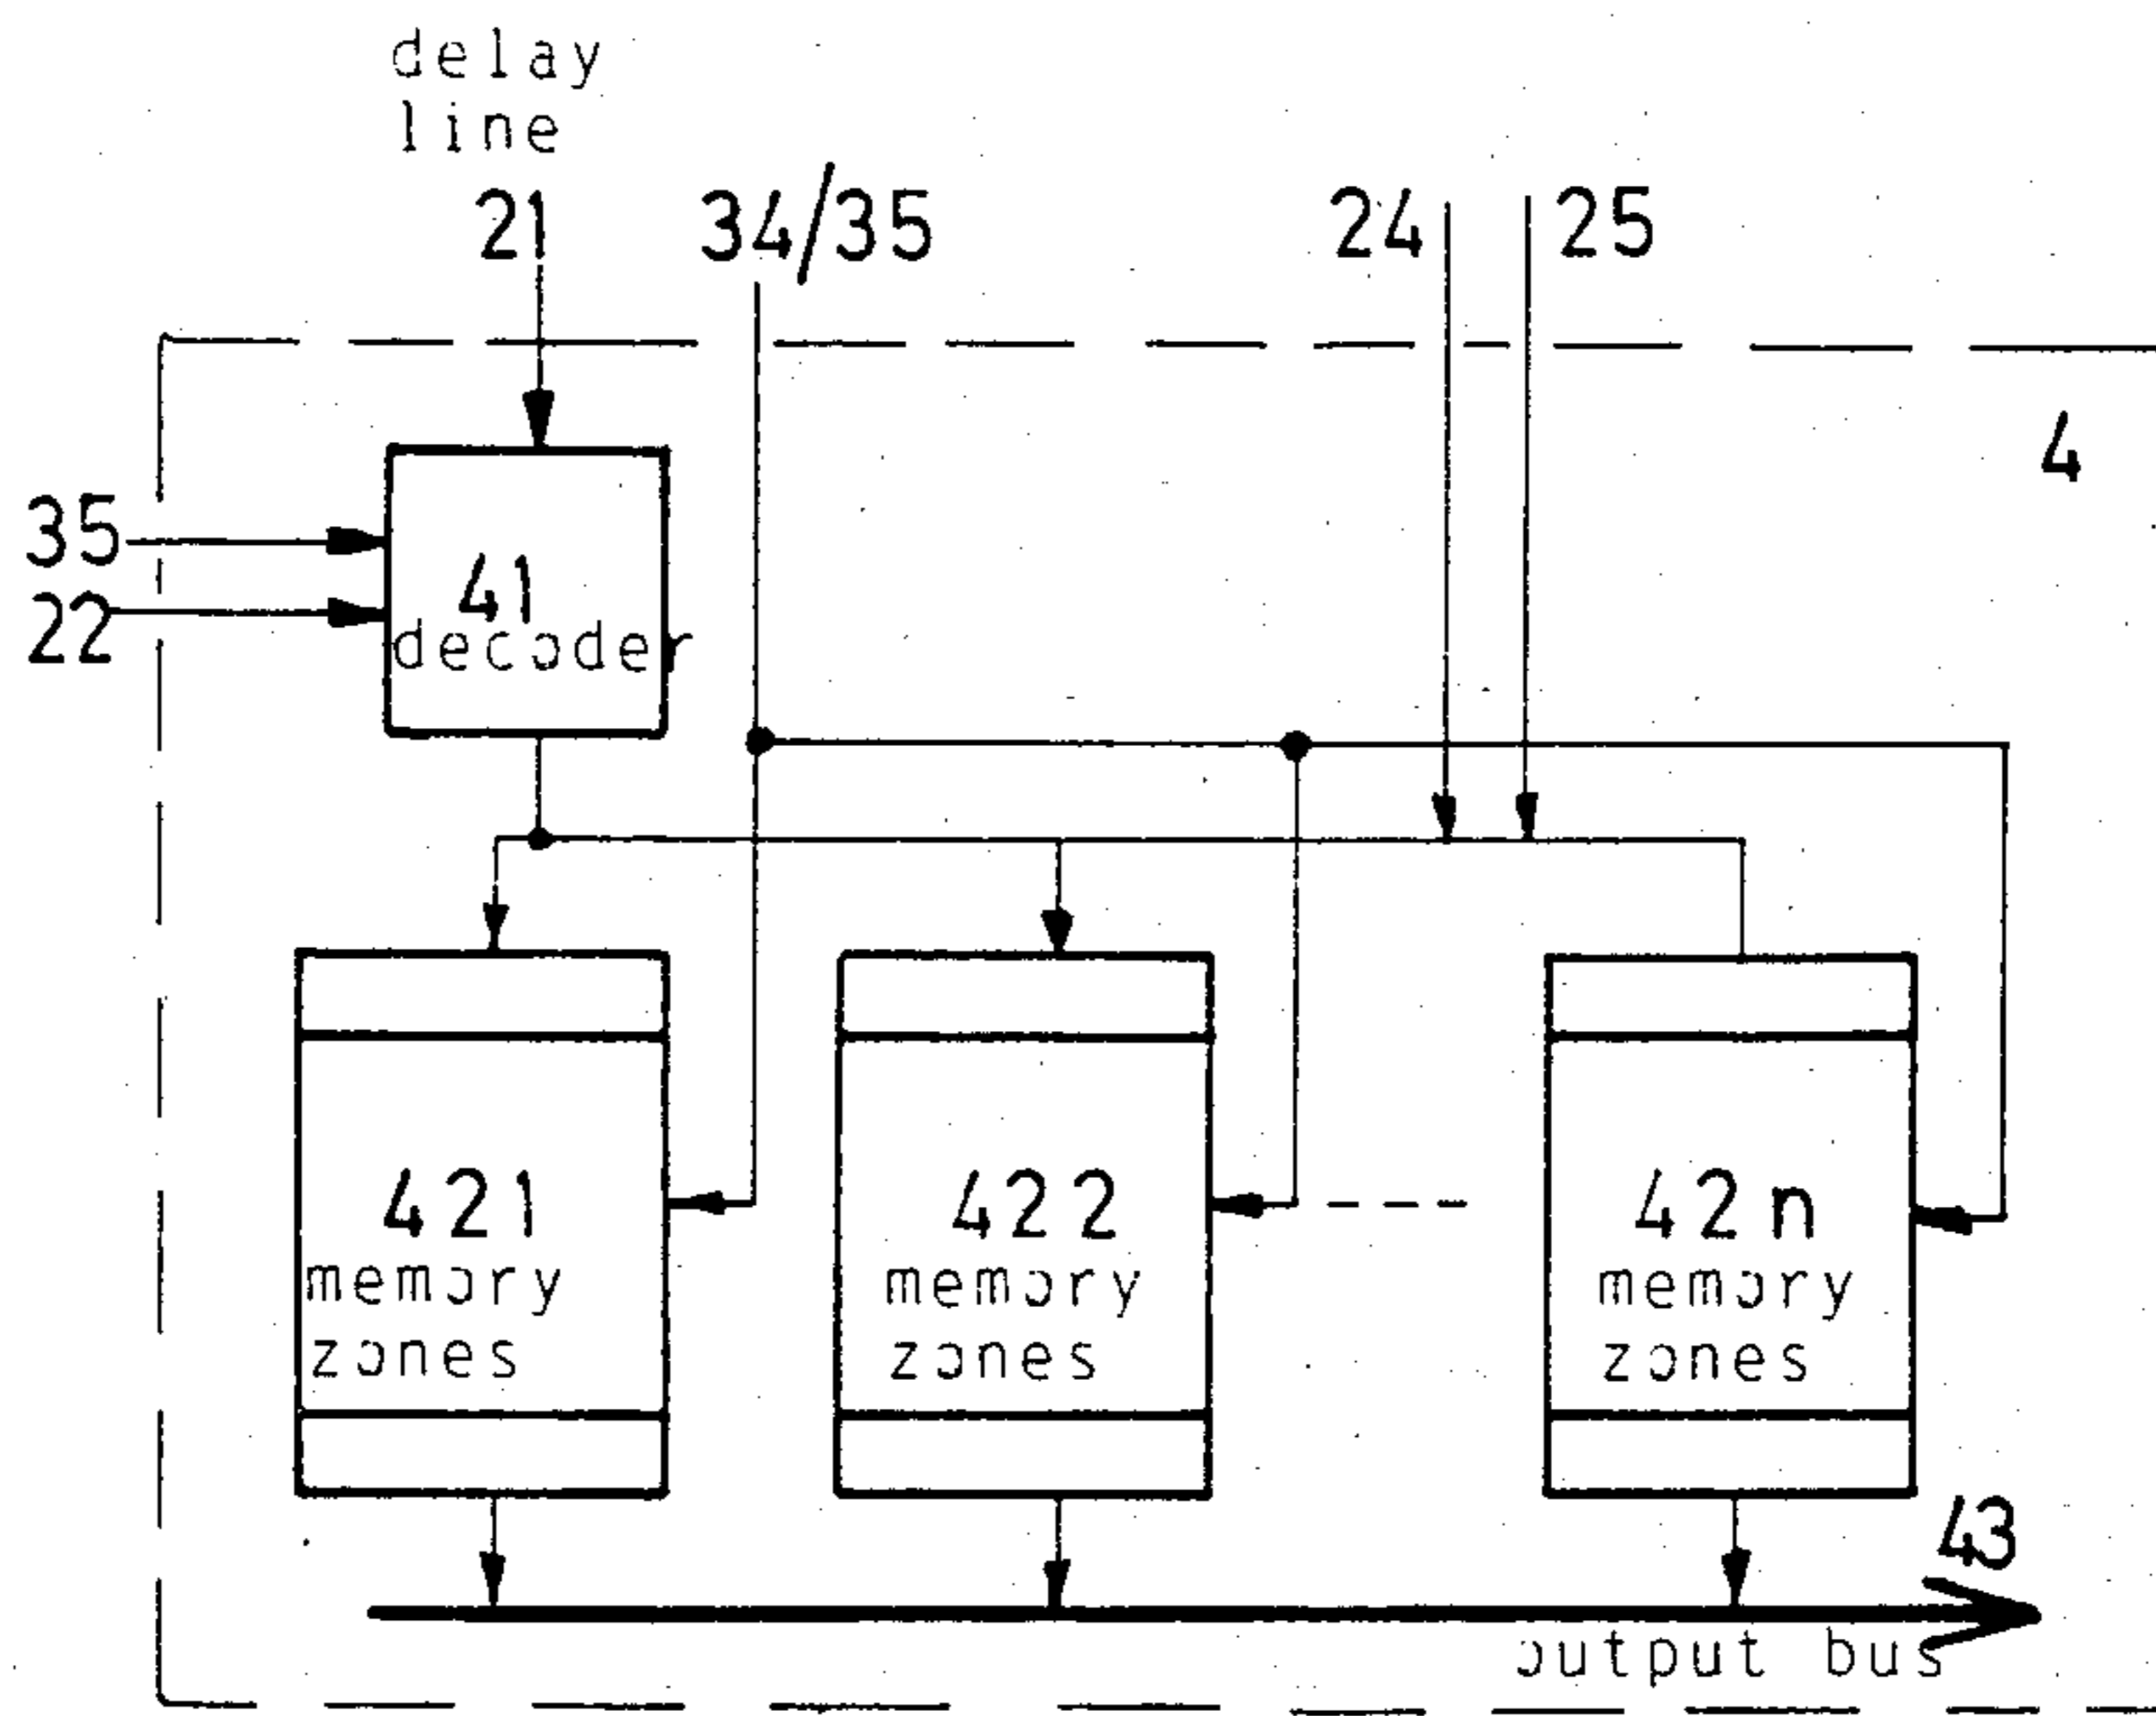 delay
line
21
34/35
24
25
4
35
22
41
decoder
421
memory
zones
422
memory
zones
42n
memory
zones
43
output bus